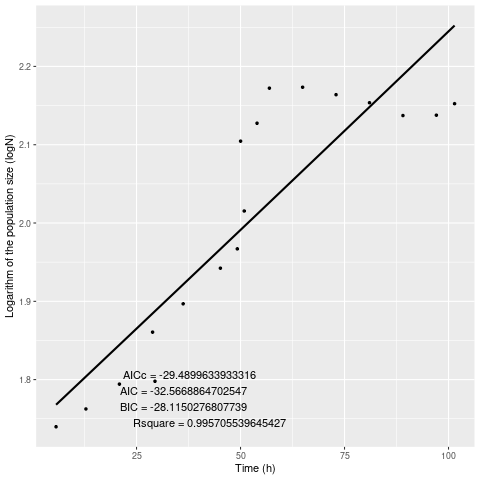 Logarithm of the population size (logN)
2.2
2.1
2.0
1.9
1.8
AICc = -29.4899633933316
AIC = -32.5668864702547
BIC = -28.1150276807739
Rsquare = 0.995705539645427
25
50
75
100
Time (h)